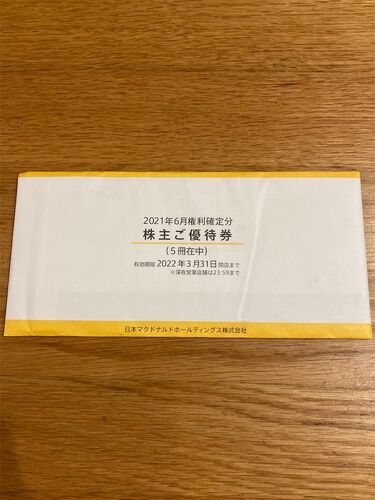 2021年6月権利確定分
株主ご優待券
(5冊在中)
有効期限 2022年3月31日 閉店まで
※深夜営業店舗は23:59まで
日本マクドナルドホールディングス株式会社